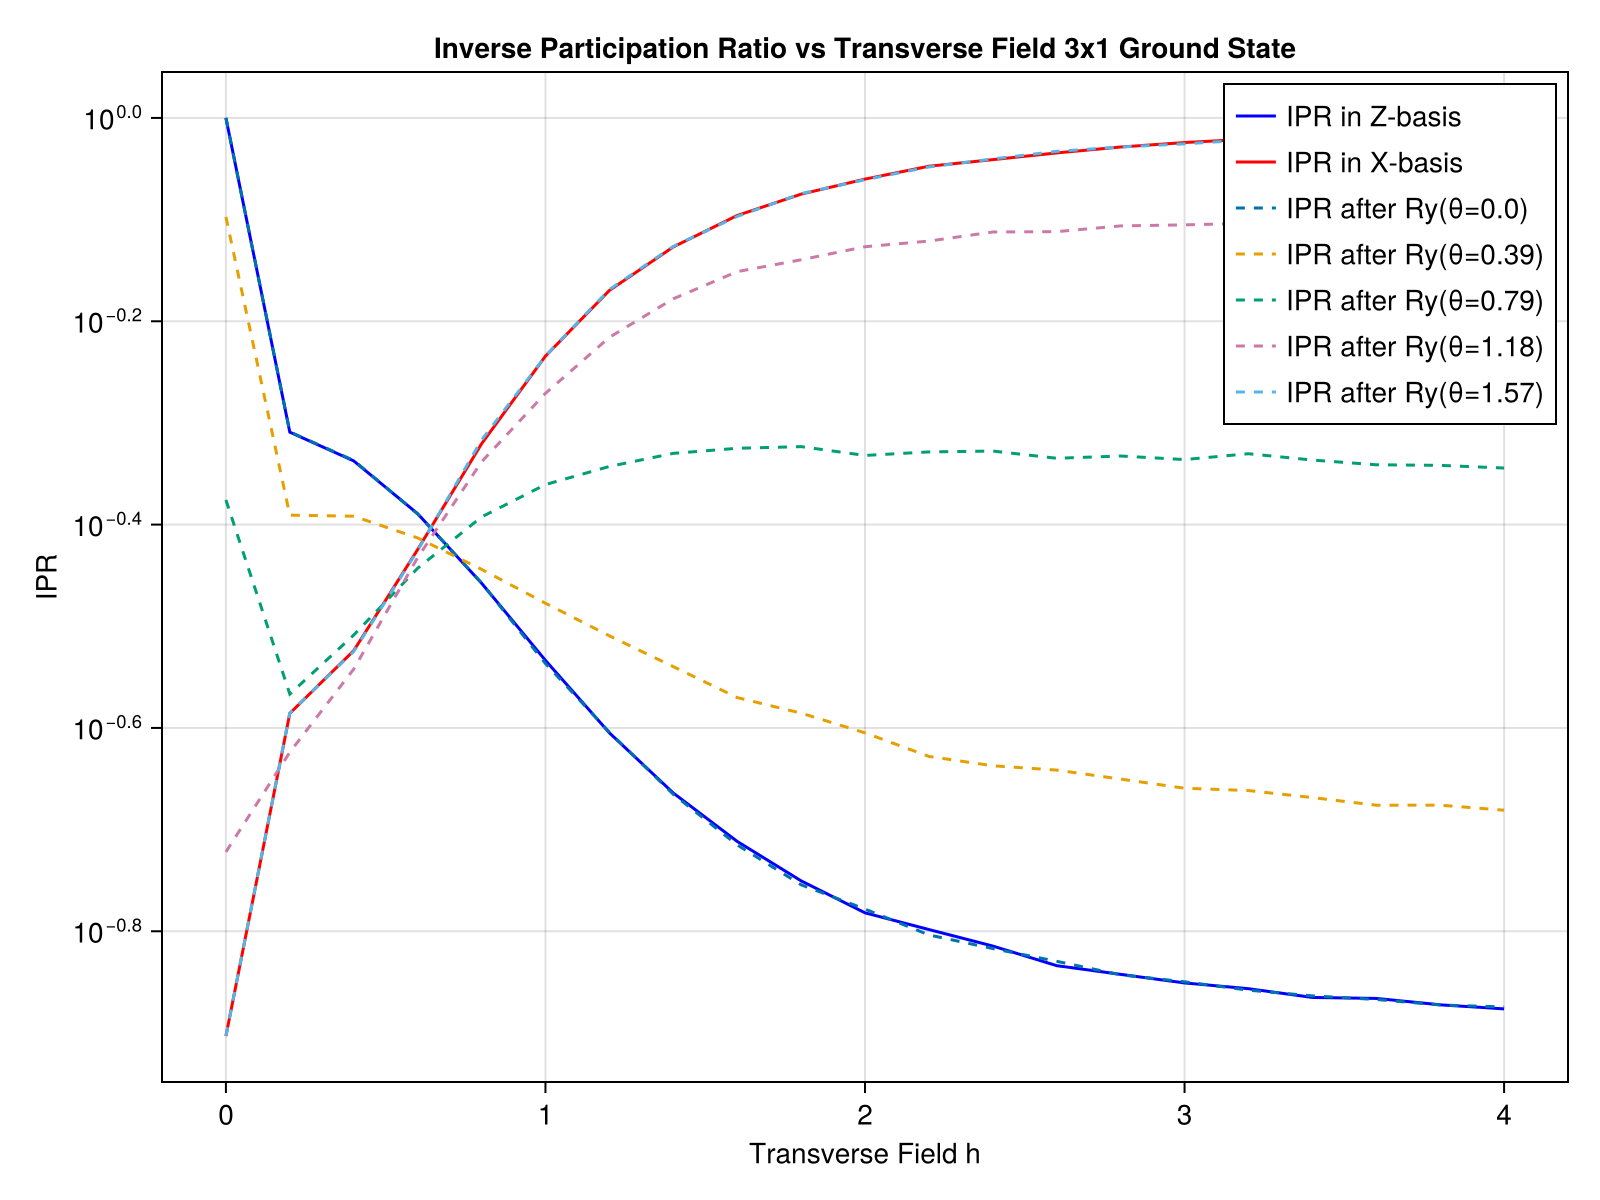 Inverse Participation Ratio vs Transverse Field 3x1 Ground State
IPR in Z-basis
IPR in X-basis
IPR after Ry(θ=0.0)
IPR after Ry(θ=0.39)
IPR after Ry(θ=0.79)
IPR after Ry(θ=1.18)
IPR after Ry(θ=1.57)
10^0.0
10^−0.2
10^−0.4
10^−0.6
10^−0.8
IPR
0 1 2 3 4
Transverse Field h